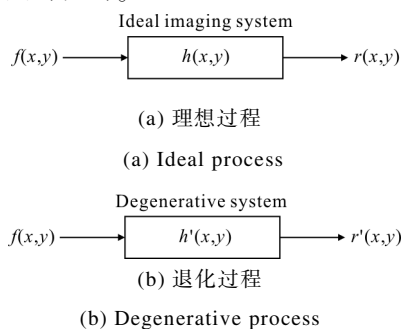 Ideal imaging system
f(x,y) h(x,y) r(x,y)
(a) 理想过程
(a) Ideal process
Degenerative system
f(x,y) h'(x,y) r'(x,y)
(b) 退化过程
(b) Degenerative process